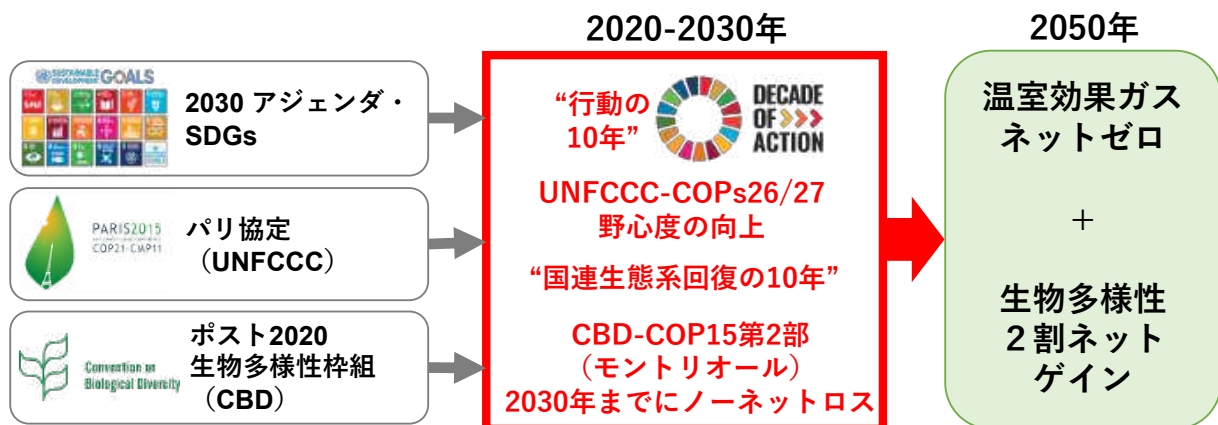 2020-2030年
2050年
SUSTAINABLE DEVELOPMENT GOALS
2030 アジェンダ・
SDGs
PARIS2015
COP21·CMP11
パリ協定
（UNFCCC）
Convention on
Biological Diversity
ポスト2020
生物多様性枠組
（CBD）
“行動の
10年”
DECADE
OF >>>
ACTION
UNFCCC-COPs26/27
野心度の向上
“国連生態系回復の10年”
CBD-COP15第2部
（モントリオール）
2030年までにノーネットロス
温室効果ガス
ネットゼロ
+
生物多様性
２割ネット
ゲイン